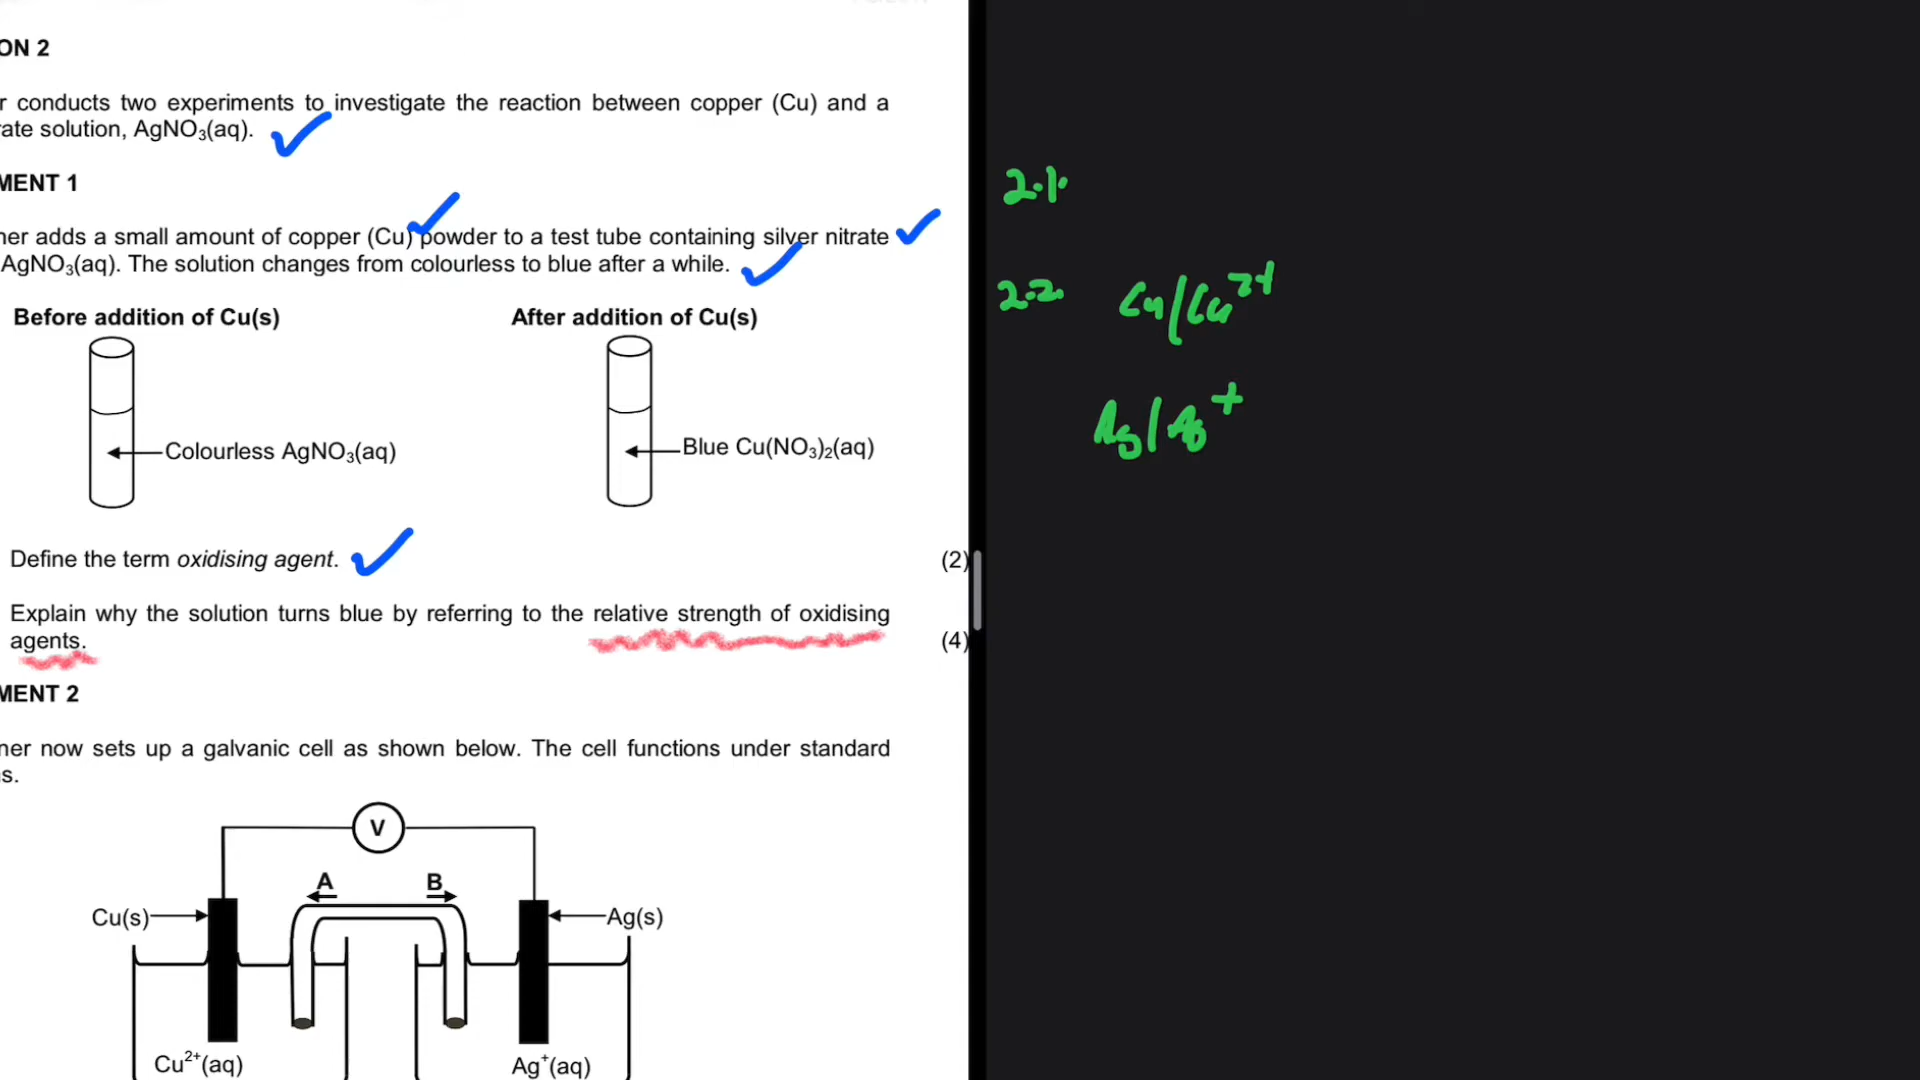 ON 2
r conducts two experiments to investigate the reaction between copper (Cu) and a
rate solution, AgNO₃(aq).
MENT 1
ner adds a small amount of copper (Cu) powder to a test tube containing silver nitrate
AgNO₃(aq). The solution changes from colourless to blue after a while.
Before addition of Cu(s)
After addition of Cu(s)
Colourless AgNO₃(aq)
Blue Cu(NO₃)₂(aq)
Define the term oxidising agent.
(2)
Explain why the solution turns blue by referring to the relative strength of oxidising
agents.
(4)
MENT 2
ner now sets up a galvanic cell as shown below. The cell functions under standard
s.
V
A
B
Cu(s)
Ag(s)
Cu²⁺(aq)
Ag⁺(aq)
2.1.
2.2. Cu/Cu²⁺
Ag/Ag⁺